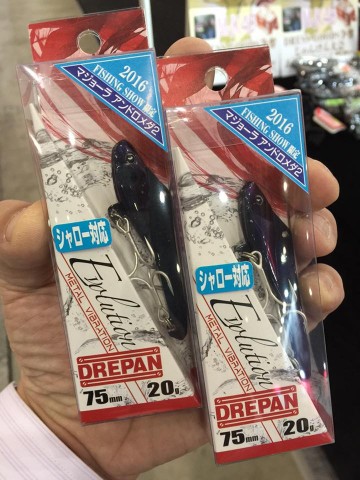 2016
FISHING SHOW 限定
マジョーラ アンドロメダ2
シャロー対応
Evolution
METAL VIBRATION
DREPAN
75mm 20g
2016
FISHING SHOW 限定
マジョーラ アンドロメダ2
シャロー対応
Evolution
METAL VIBRATION
DREPAN
75mm 20g